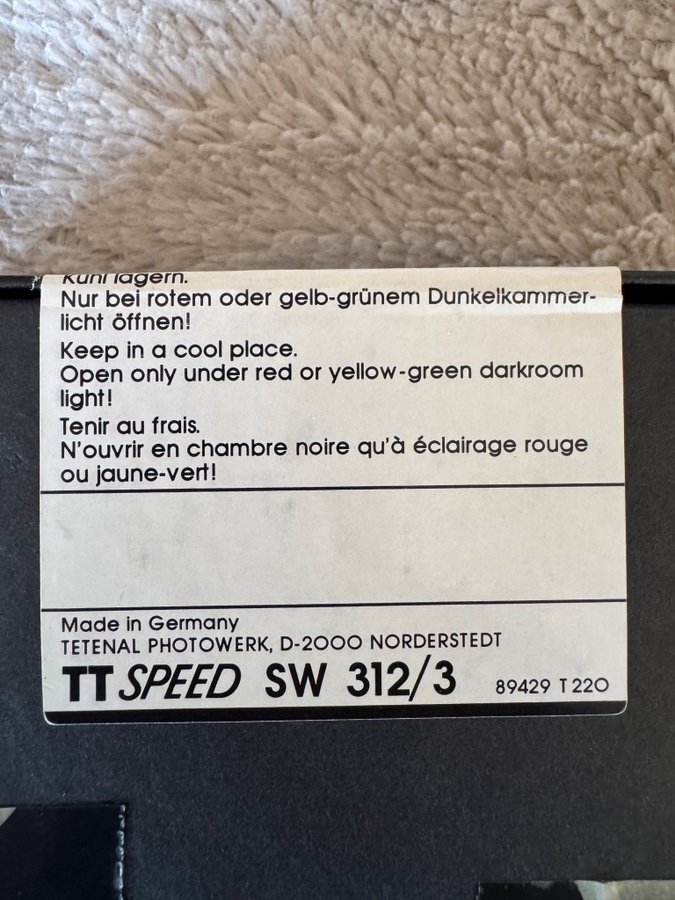 Kühl lagern.
Nur bei rotem oder gelb-grünem Dunkelkammer-
licht öffnen!
Keep in a cool place.
Open only under red or yellow-green darkroom
light!
Tenir au frais.
N'ouvrir en chambre noire qu'à éclairage rouge
ou jaune-vert!
Made in Germany
TETENAL PHOTOWERK, D-2000 NORDERSTEDT
TT SPEED SW 312/3 89429 T 220